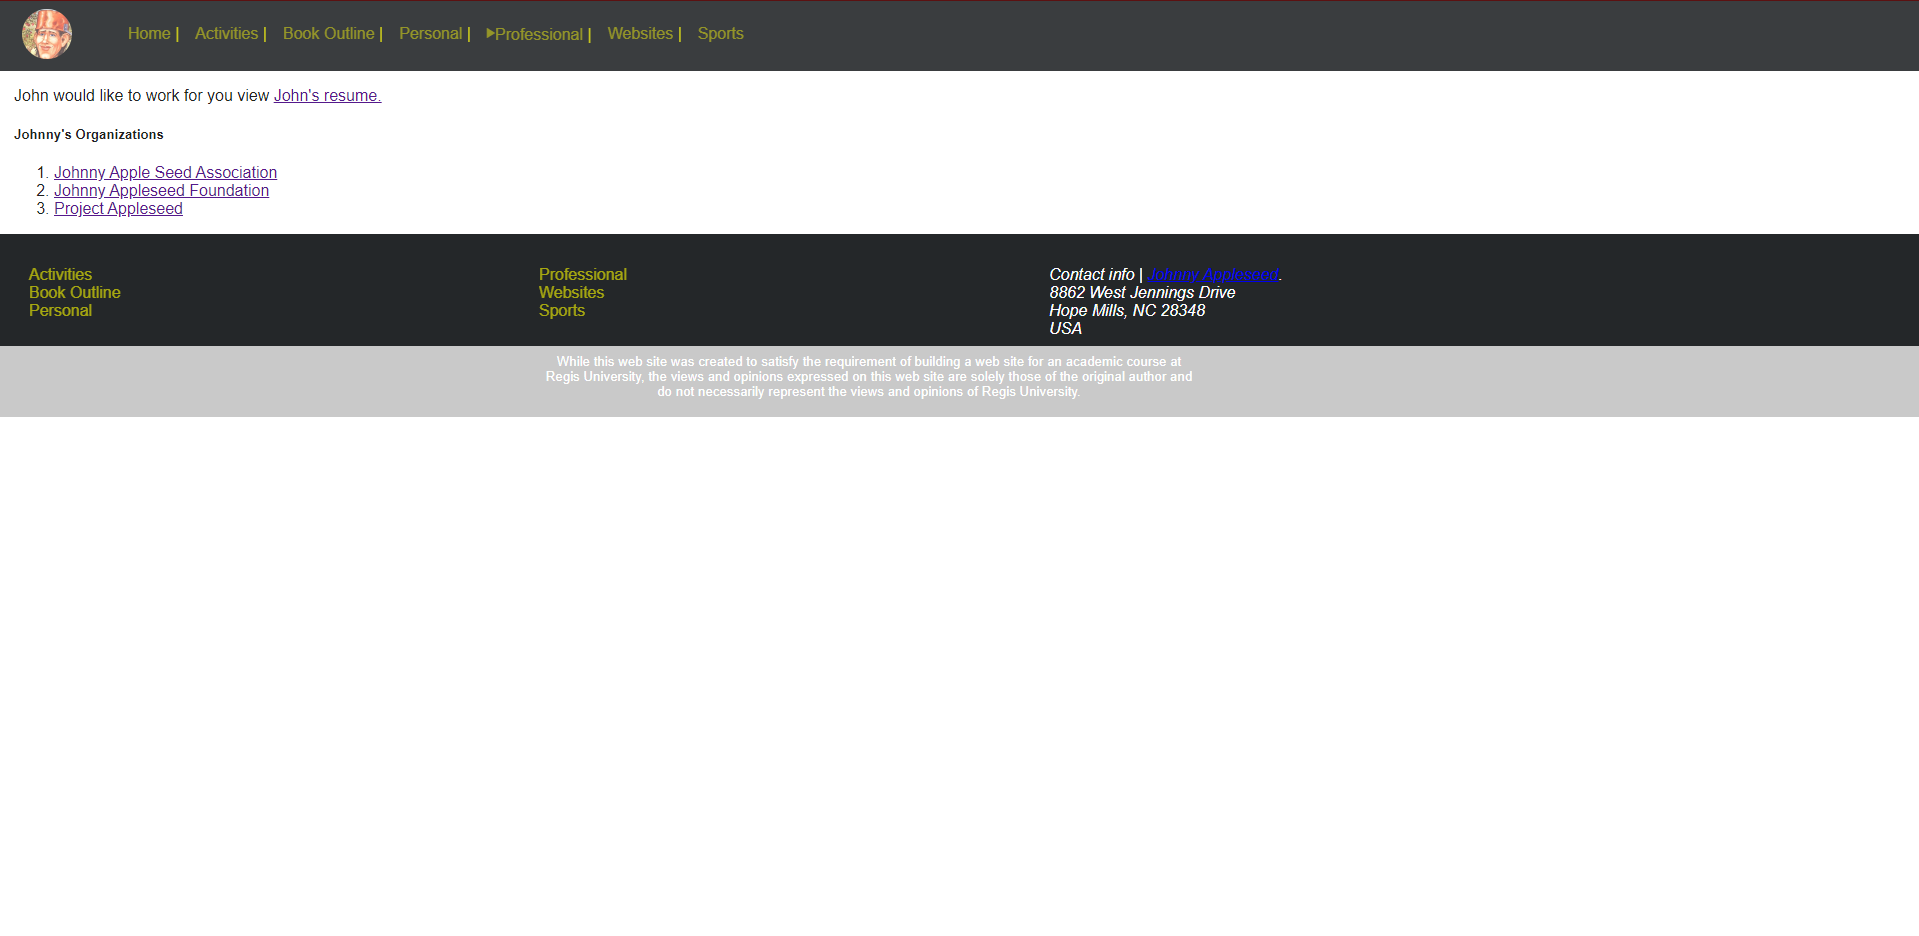 Home | Activities | Book Outline | Personal | Professional | Websites | Sports
John would like to work for you view John's resume.
Johnny's Organizations
1. Johnny Apple Seed Association
2. Johnny Appleseed Foundation
3. Project Appleseed
Activities
Book Outline
Personal
Professional
Websites
Sports
Contact info | Johnny Appleseed.
8862 West Jennings Drive
Hope Mills, NC 28348
USA
While this web site was created to satisfy the requirement of building a web site for an academic course at
Regis University, the views and opinions expressed on this web site are solely those of the original author and
do not necessarily represent the views and opinions of Regis University.